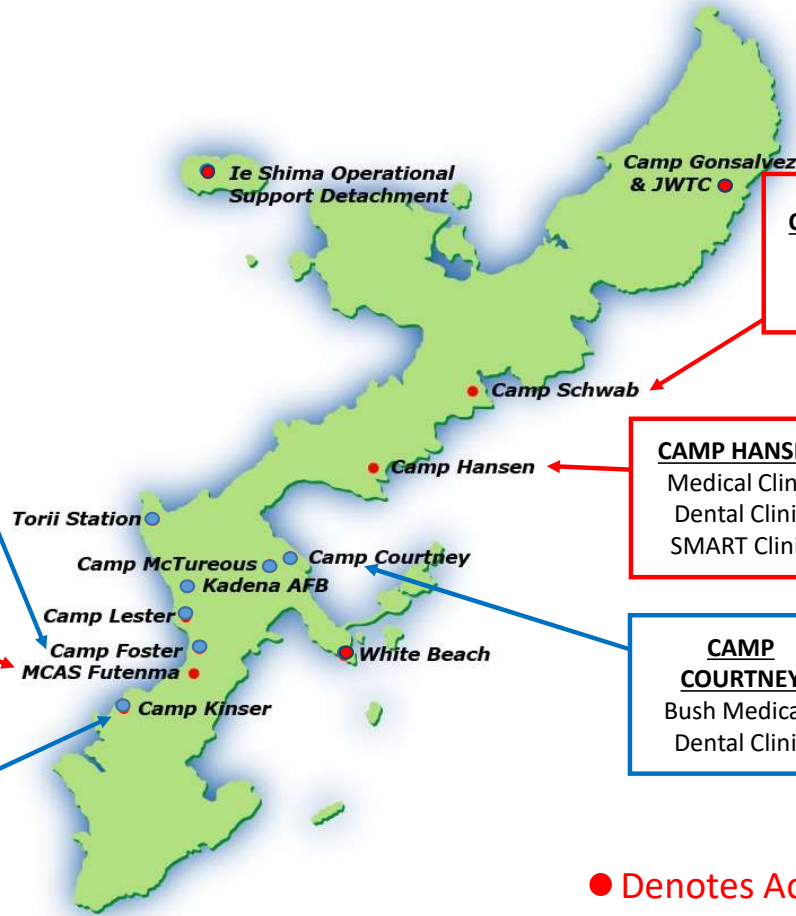 Ie Shima Operational
Support Detachment
Camp Gonsalvez
& JWTC
Camp Schwab
CAMP HANSE
Medical Clini
Dental Clini
SMART Clini
Camp Hansen
Torii Station
Camp McTureous
Camp Courtney
Kadena AFB
Camp Lester
Camp Foster
MCAS Futenma
White Beach
Camp Kinser
CAMP
COURTNEY
Bush Medica
Dental Clini
Denotes Ac